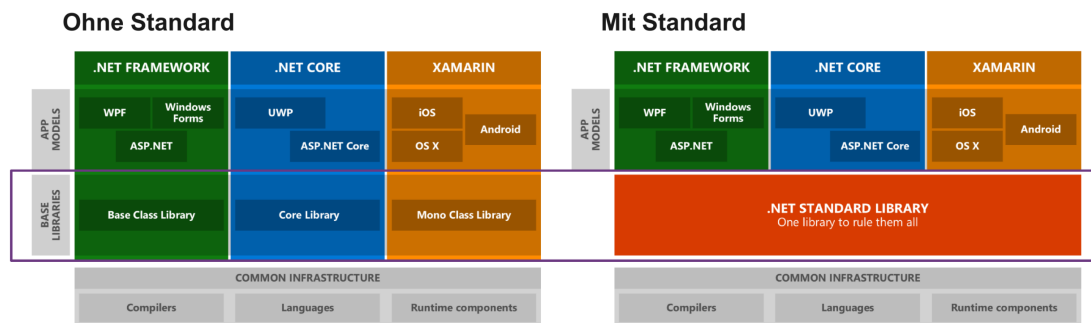 Ohne Standard
.NET FRAMEWORK
.NET CORE
XAMARIN
APP
MODELS
WPF
Windows
Forms
ASP.NET
UWP
ASP.NET Core
iOS
Android
OS X
BASE
LIBRARIES
Base Class Library
Core Library
Mono Class Library
COMMON INFRASTRUCTURE
Compilers
Languages
Runtime components
Mit Standard
.NET FRAMEWORK
.NET CORE
XAMARIN
APP
MODELS
WPF
Windows
Forms
ASP.NET
UWP
ASP.NET Core
iOS
Android
OS X
.NET STANDARD LIBRARY
One library to rule them all
COMMON INFRASTRUCTURE
Compilers
Languages
Runtime components